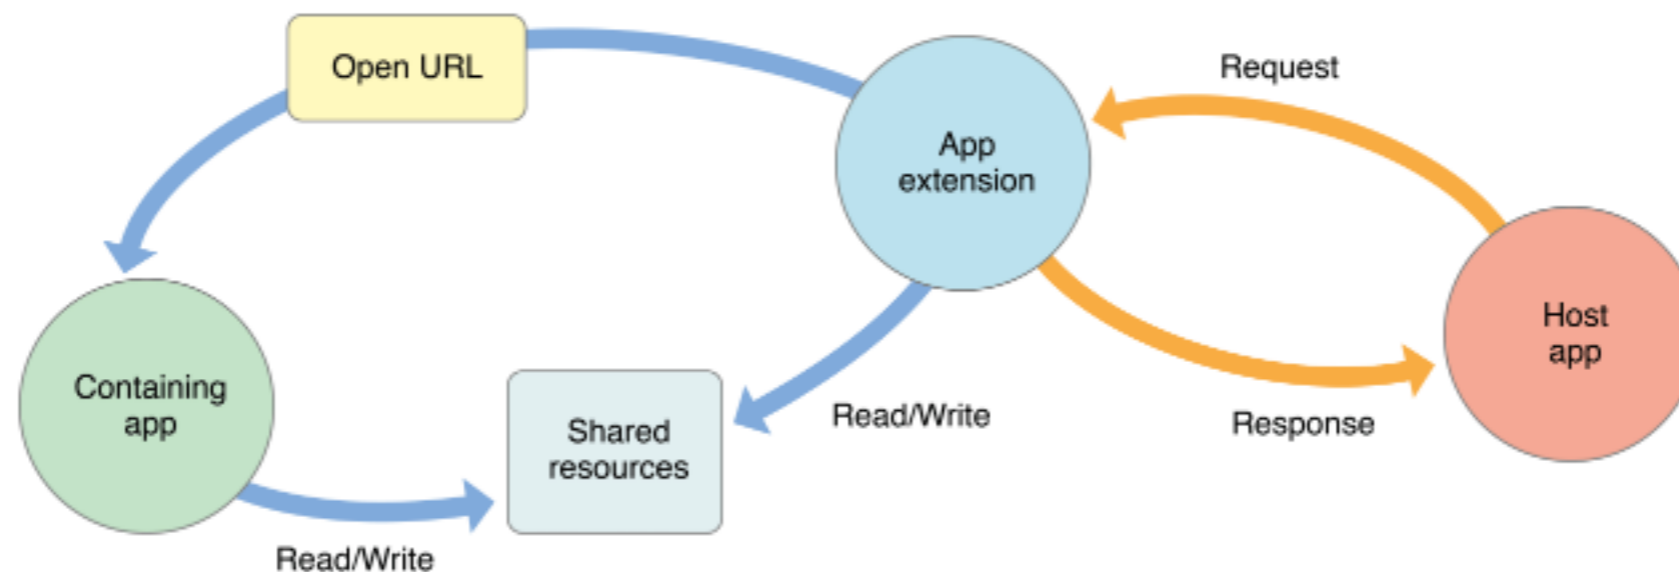 Open URL
Request
App
extension
Host
app
Containing
app
Read/Write
Response
Shared
resources
Read/Write